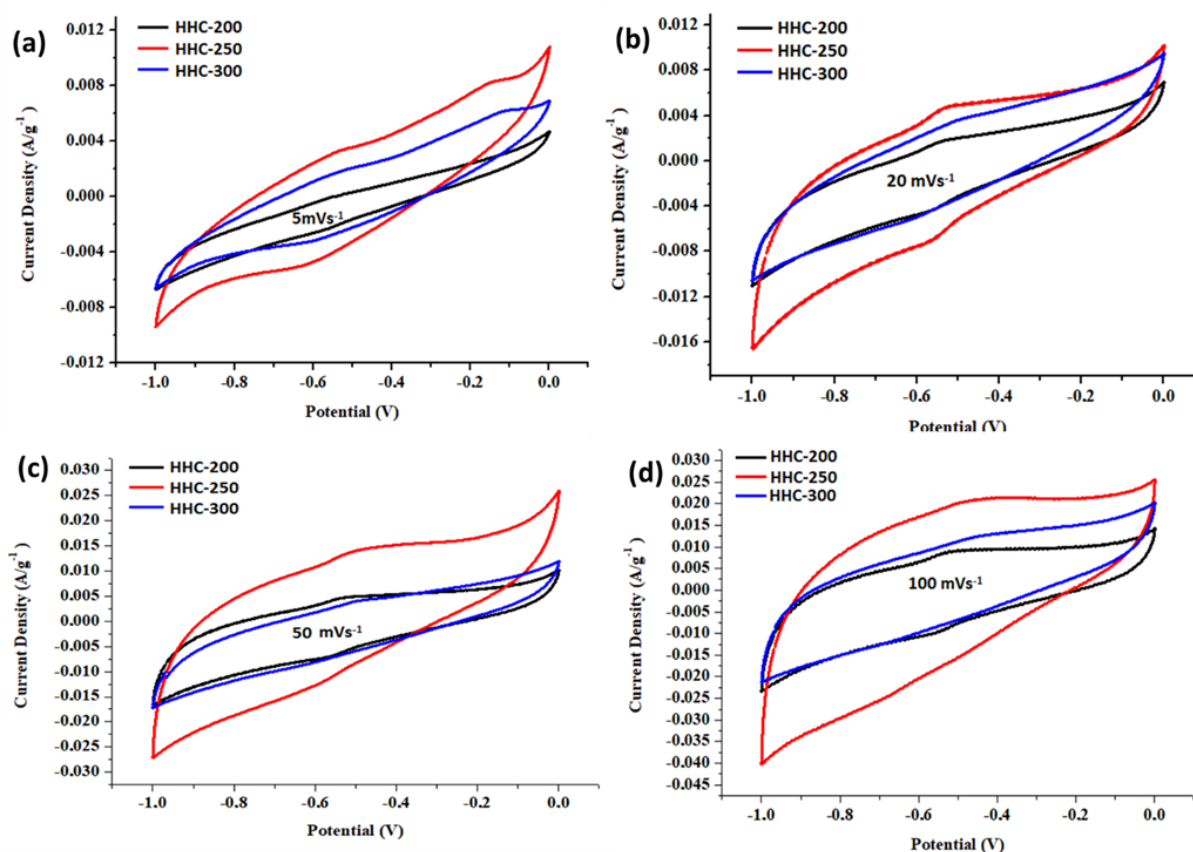 (a)
HHC-200
HHC-250
HHC-300
0.012
0.008
0.004
0.000
-0.004
-0.008
-0.012
Current Density (A/g⁻¹)
5mVs⁻¹
-1.0 -0.8 -0.6 -0.4 -0.2 0.0
Potential (V)
(b)
HHC-200
HHC-250
HHC-300
0.012
0.008
0.004
0.000
-0.004
-0.008
-0.012
-0.016
Current Density (A/g⁻¹)
20 mVs⁻¹
-1.0 -0.8 -0.6 -0.4 -0.2 0.0
Potential (V)
(c)
HHC-200
HHC-250
HHC-300
0.030
0.025
0.020
0.015
0.010
0.005
0.000
-0.005
-0.010
-0.015
-0.020
-0.025
-0.030
Current Density (A/g⁻¹)
50 mVs⁻¹
-1.0 -0.8 -0.6 -0.4 -0.2 0.0
Potential (V)
(d)
HHC-200
HHC-250
HHC-300
0.030
0.025
0.020
0.015
0.010
0.005
0.000
-0.005
-0.010
-0.015
-0.020
-0.025
-0.030
-0.035
-0.040
-0.045
Current Density (A/g⁻¹)
100 mVs⁻¹
-1.0 -0.8 -0.6 -0.4 -0.2 0.0
Potential (V)